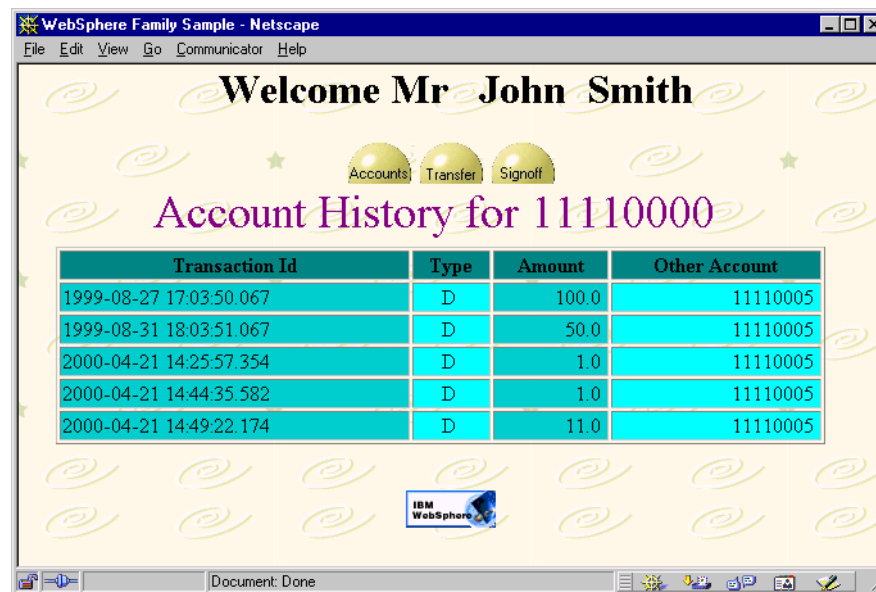 WebSphere Family Sample - Netscape
File Edit View Go Communicator Help
Welcome Mr John Smith
Accounts Transfer Signoff
Account History for 11110000
Transaction Id Type Amount Other Account
1999-08-27 17:03:50.067 D 100.0 11110005
1999-08-31 18:03:51.067 D 50.0 11110005
2000-04-21 14:25:57.354 D 1.0 11110005
2000-04-21 14:44:35.582 D 1.0 11110005
2000-04-21 14:49:22.174 D 11.0 11110005
IBM
WebSphere
Document: Done